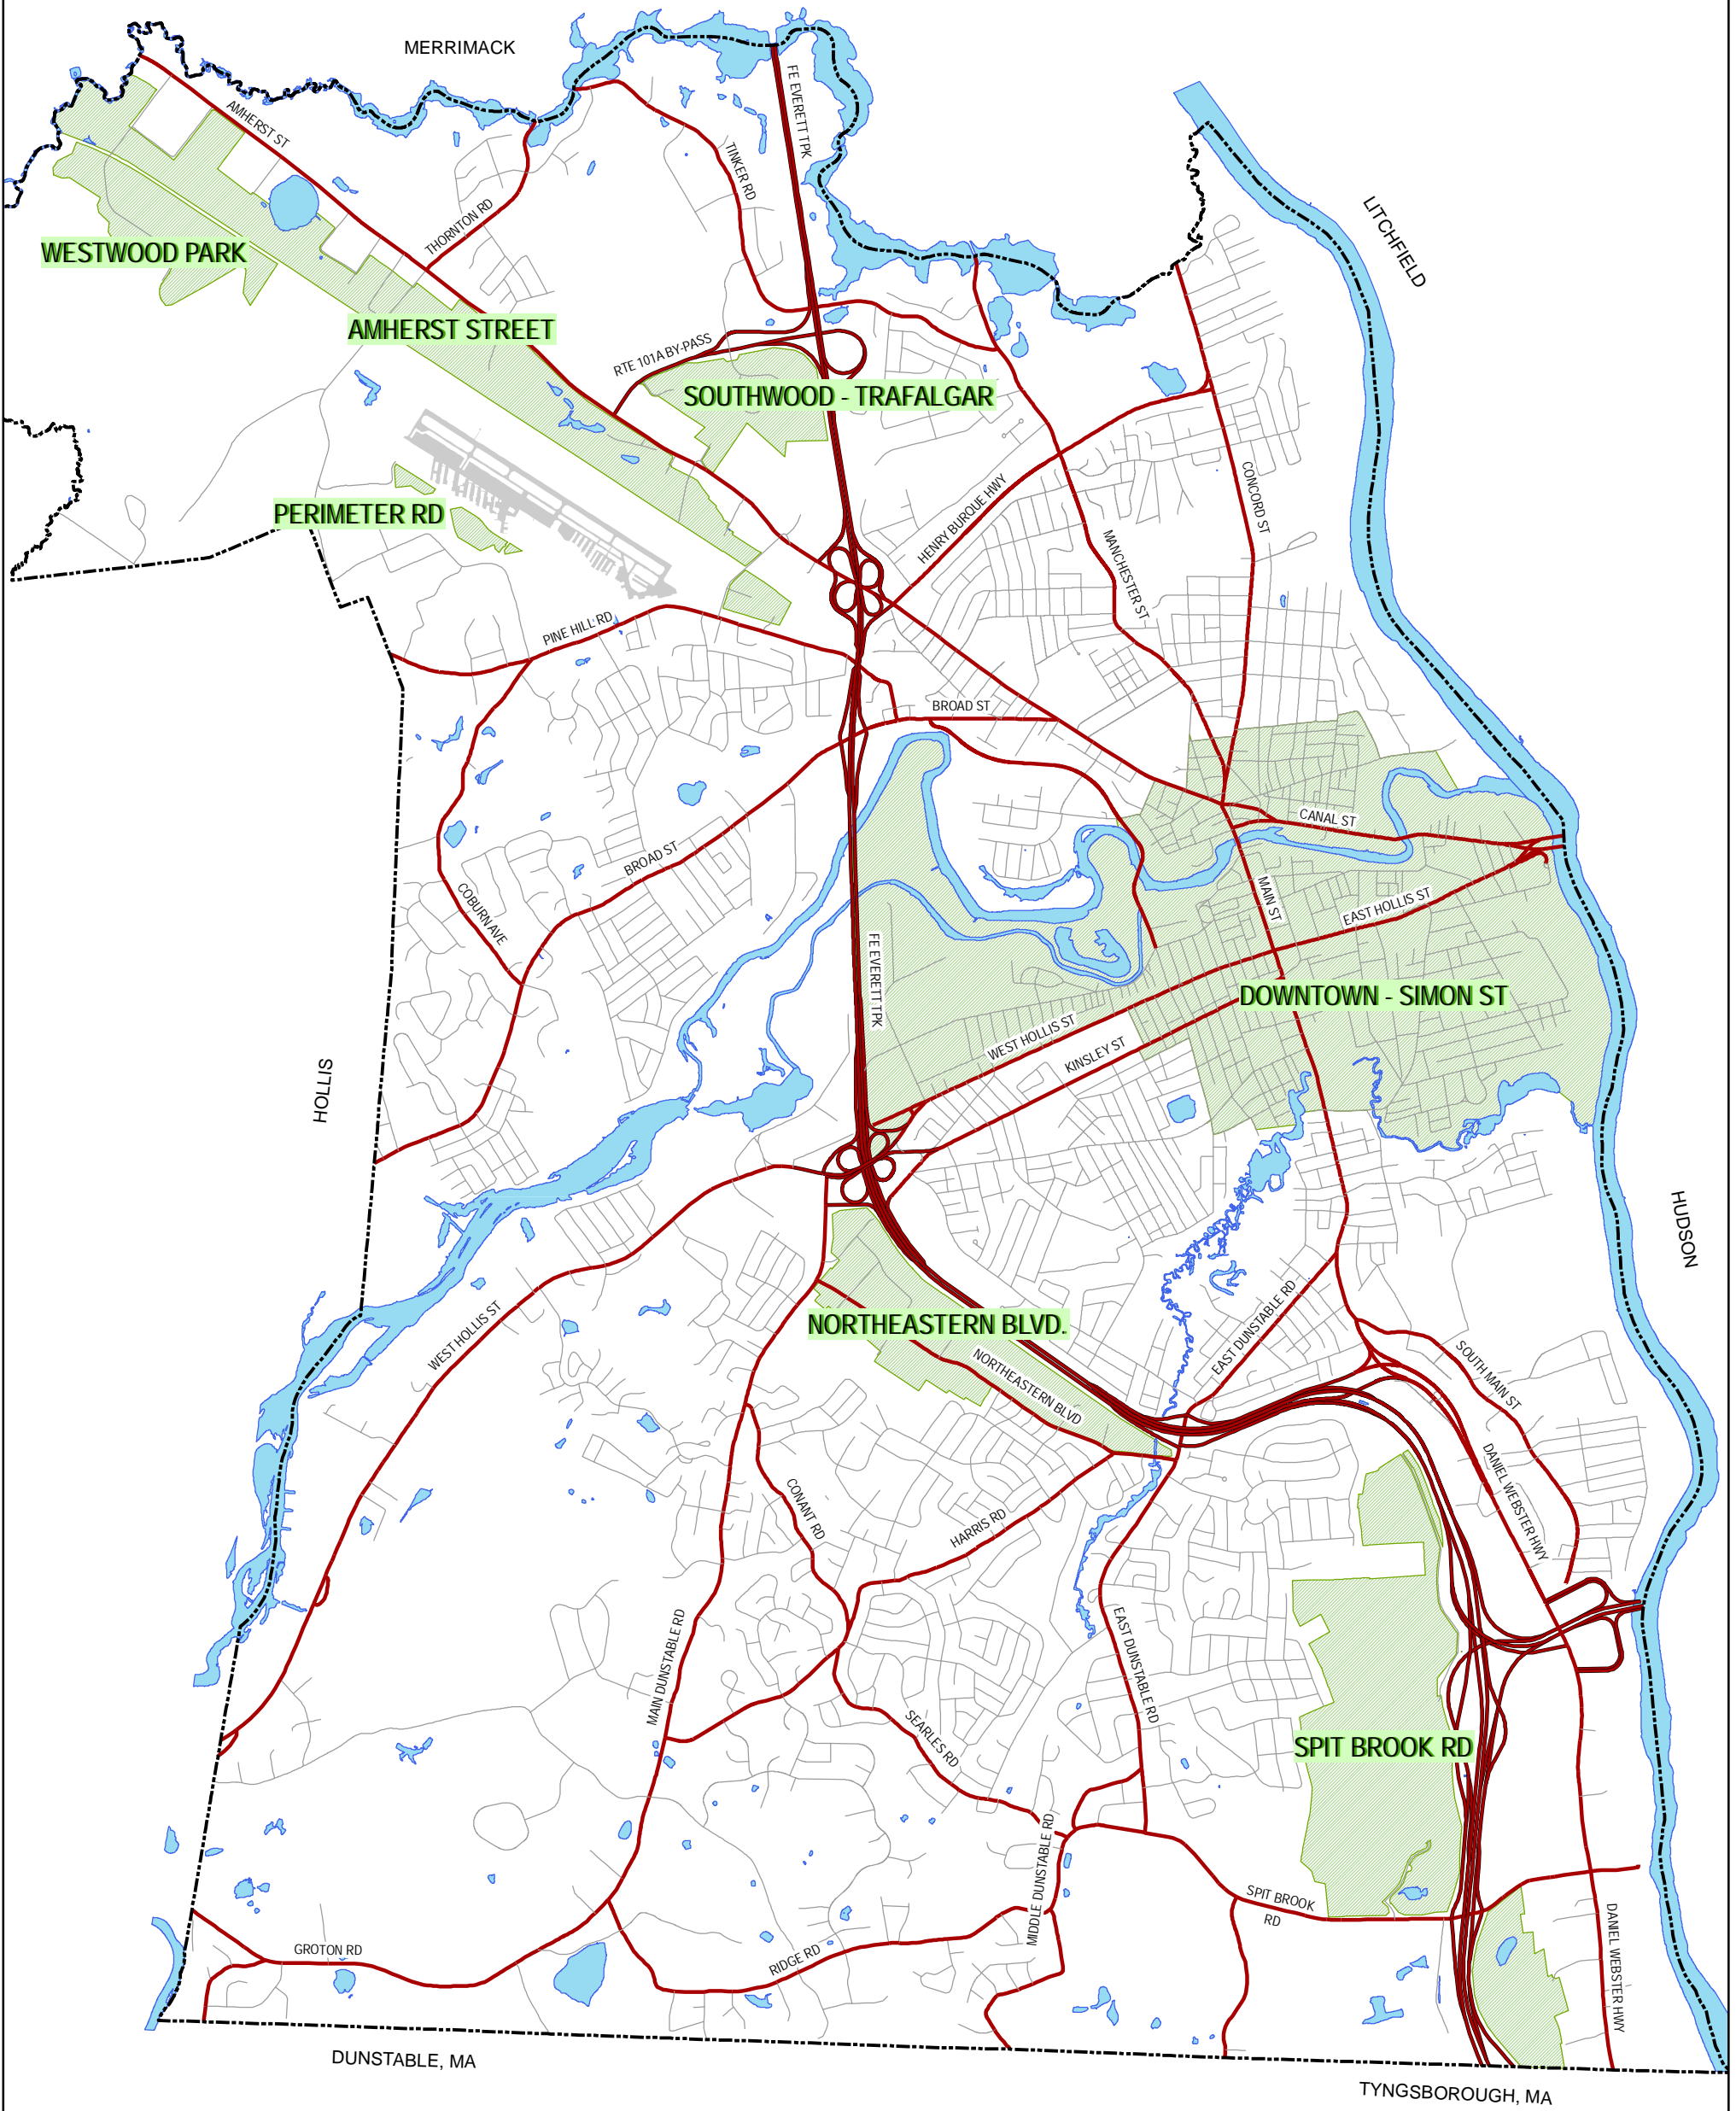 MERRIMACK
FE EVERETT TPK
AMHERST ST
TINKER RD
LITCHFIELD
THORNTON RD
WESTWOOD PARK
AMHERST STREET
RTE 101A BY-PASS
SOUTHWOOD - TRAFALGAR
CONCORD ST
PERIMETER RD
HENRY BURQUE HWY
MANCHESTER ST
PINE HILL RD
BROAD ST
CANAL ST
BROAD ST
COBURN AVE
MAIN ST
EAST HOLLIS ST
FE EVERETT TPK
DOWNTOWN - SIMON ST
WEST HOLLIS ST
KINSLEY ST
HOLLIS
HUDSON
NORTHEASTERN BLVD.
EAST DUNSTABLE RD
WEST HOLLIS ST
NORTHEASTERN BLVD
SOUTH MAIN ST
DANIEL WEBSTER HWY
CONANT RD
HARRIS RD
MAIN DUNSTABLE RD
EAST DUNSTABLE RD
SEARLES RD
SPIT BROOK RD
MIDDLE DUNSTABLE RD
SPIT BROOK
RD
DANIEL WEBSTER HWY
GROTON RD
RIDGE RD
DUNSTABLE, MA
TYNGSBOROUGH, MA